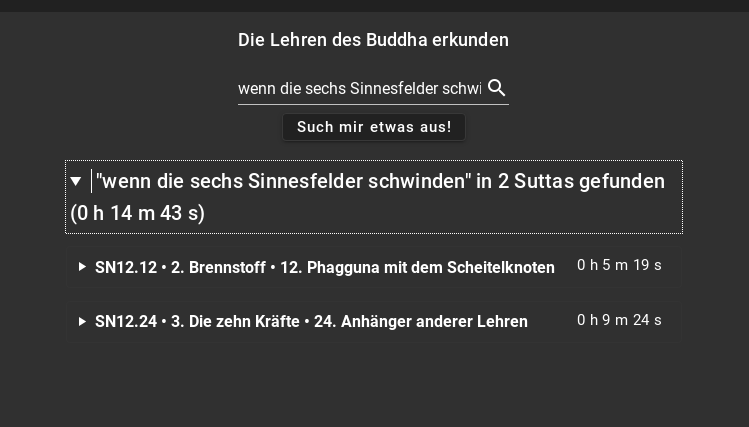 Die Lehren des Buddha erkunden
wenn die sechs Sinnesfelder schwi
Such mir etwas aus!
"wenn die sechs Sinnesfelder schwinden" in 2 Suttas gefunden
(0 h 14 m 43 s)
SN12.12 • 2. Brennstoff • 12. Phagguna mit dem Scheitelknoten 0 h 5 m 19 s
SN12.24 • 3. Die zehn Kräfte • 24. Anhänger anderer Lehren 0 h 9 m 24 s